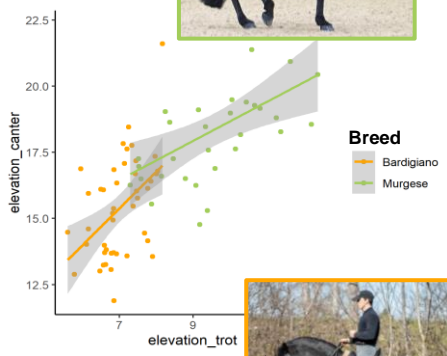 22.5
20.0
17.5
15.0
12.5
elevation_canter
7
9
elevation_trot
Breed
Bardigiano
Murgese